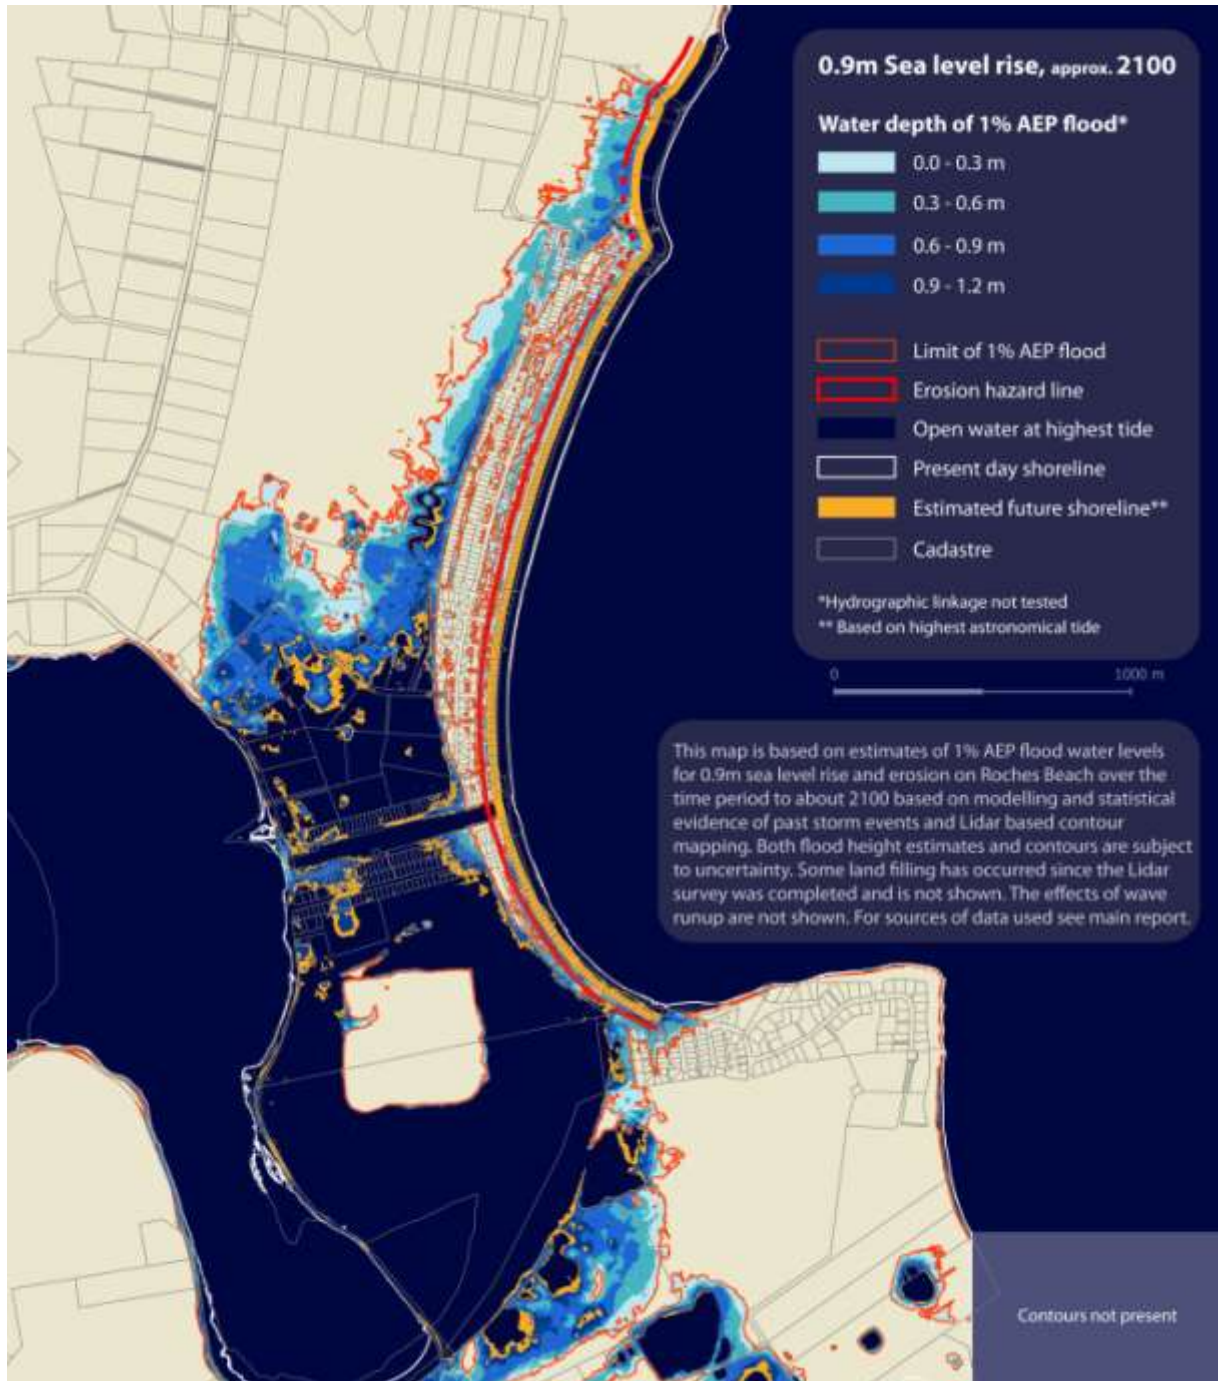 0.9m Sea level rise, approx. 2100
Water depth of 1% AEP flood*
0.0 - 0.3 m
0.3 - 0.6 m
0.6 - 0.9 m
0.9 - 1.2 m
Limit of 1% AEP flood
Erosion hazard line
Open water at highest tide
Present day shoreline
Estimated future shoreline**
Cadastre
*Hydrographic linkage not tested
** Based on highest astronomical tide
0 1000 m
This map is based on estimates of 1% AEP flood water levels
for 0.9m sea level rise and erosion on Roches Beach over the
time period to about 2100 based on modelling and statistical
evidence of past storm events and Lidar based contour
mapping. Both flood height estimates and contours are subject
to uncertainty. Some land filling has occurred since the Lidar
survey was completed and is not shown. The effects of wave
runup are not shown. For sources of data used see main report.
Contours not present